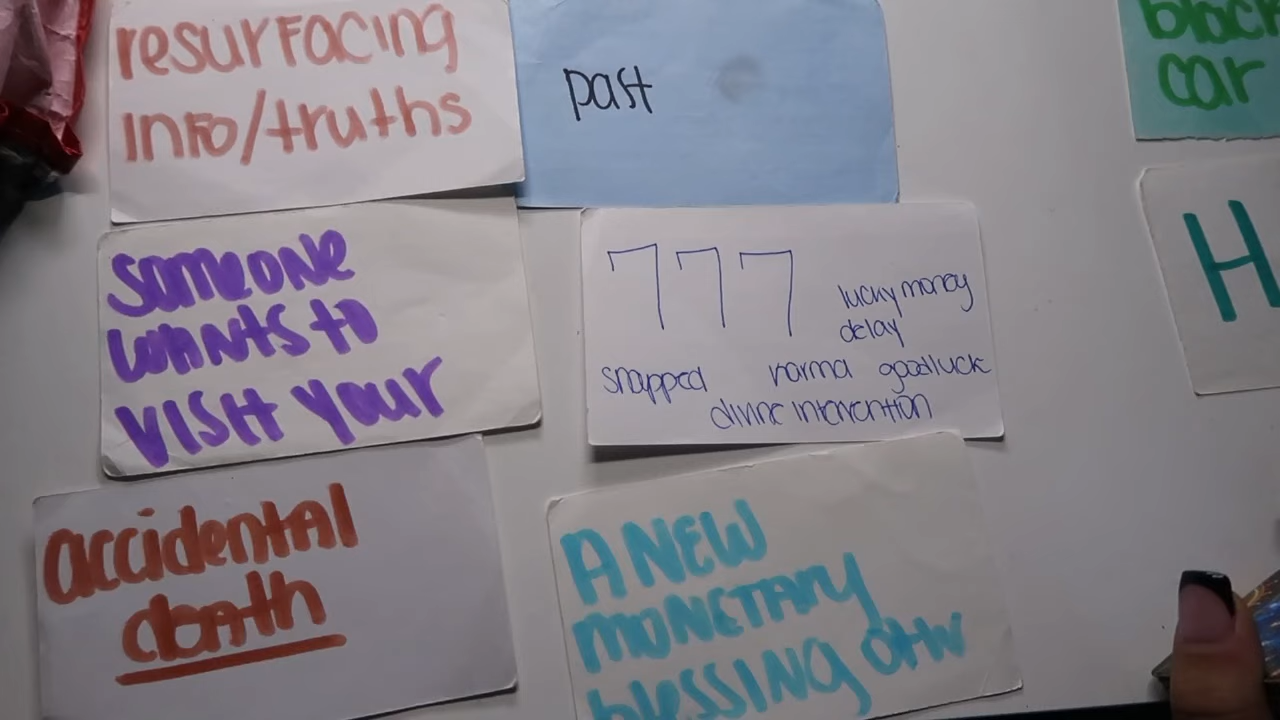 resurfacing
info/truths
past
black
car
someone
wants to
visit your
777
lucky money
delay
snapped karma goodluck
divine intervention
H
accidental
death
A NEW
MONETARY
blessing otw